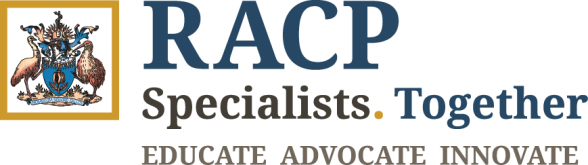 RACP
Specialists. Together
EDUCATE ADVOCATE INNOVATE